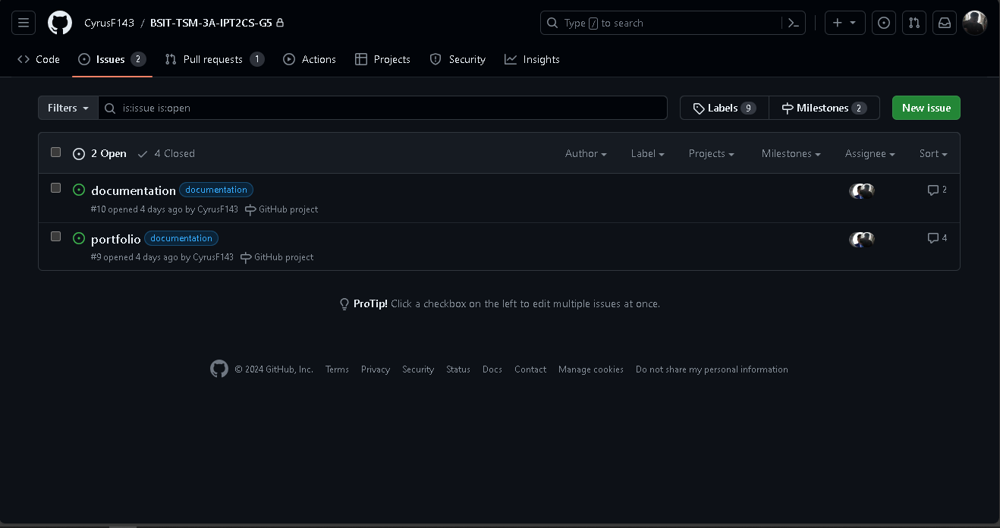 CyrusF143 / BSIT-TSM-3A-IPT2CS-G5 Type / to search
Code Issues 2 Pull requests 1 Actions Projects Security Insights
Filters is:issue is:open Labels 9 Milestones 2 New issue
2 Open 4 Closed Author Label Projects Milestones Assignee Sort
documentation documentation 2
#10 opened 4 days ago by CyrusF143 GitHub project
portfolio documentation 4
#9 opened 4 days ago by CyrusF143 GitHub project
ProTip! Click a checkbox on the left to edit multiple issues at once.
© 2024 GitHub, Inc. Terms Privacy Security Status Docs Contact Manage cookies Do not share my personal information